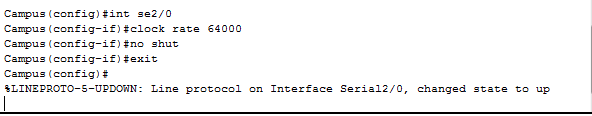 Campus(config)#int se2/0
Campus(config-if)#clock rate 64000
Campus(config-if)#no shut
Campus(config-if)#exit
Campus(config)#
%LINEPROTO-5-UPDOWN: Line protocol on Interface Serial2/0, changed state to up